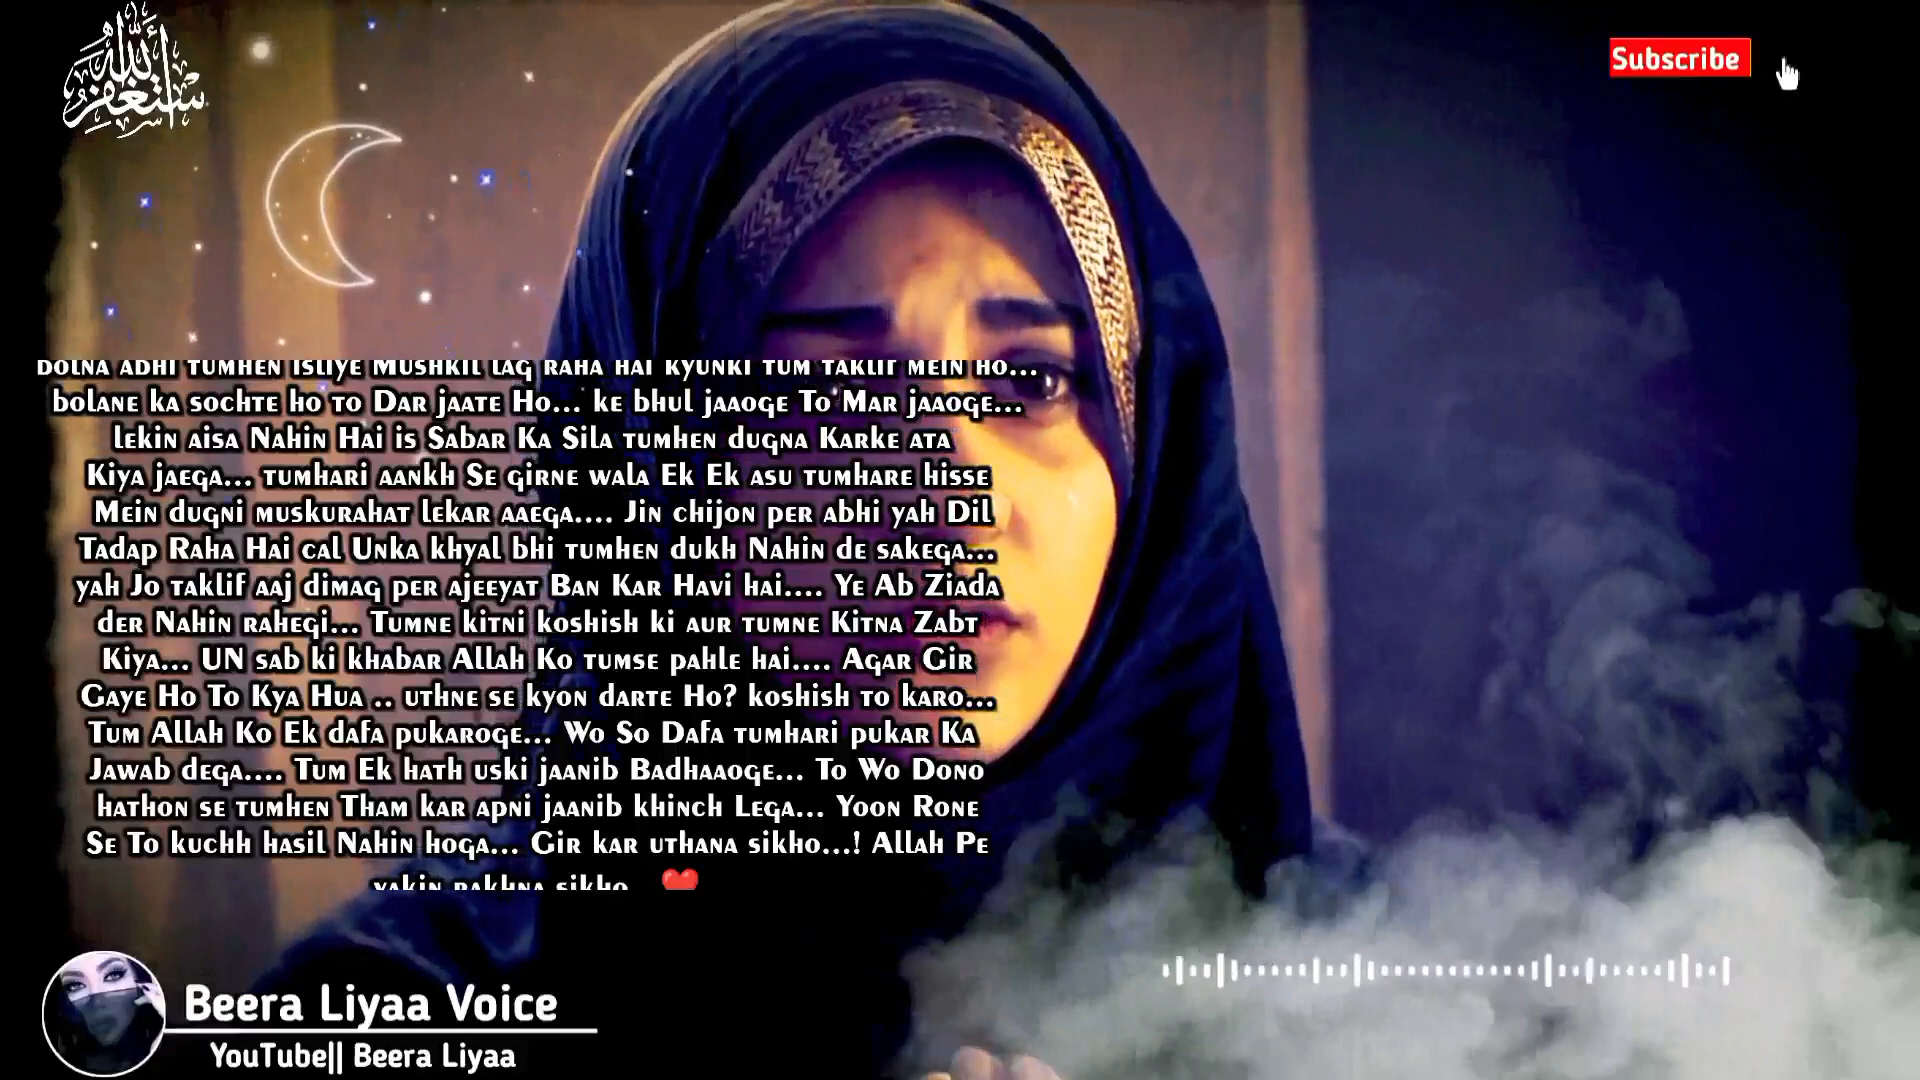 أستغفر الله
Subscribe
bolna abhi tumhen isliye Mushkil lag raha hai kyunki tum taklif mein ho...
bolane ka sochte ho to Dar jaate Ho... ke bhul jaaoge To Mar jaaoge...
lekin aisa Nahin Hai is Sabar Ka Sila tumhen dugna Karke ata
Kiya jaega... tumhari aankh Se girne wala Ek Ek asu tumhare hisse
Mein dugni muskurahat lekar aaega.... Jin chijon per abhi yah Dil
Tadap Raha Hai cal Unka khyal bhi tumhen dukh Nahin de sakega...
yah Jo taklif aaj dimag per ajeeyat Ban Kar Havi hai.... Ye Ab Ziada
der Nahin rahegi... Tumne kitni koshish ki aur tumne Kitna Zabt
Kiya... UN sab ki khabar Allah Ko tumse pahle hai.... Agar Gir
Gaye Ho To Kya Hua .. uthne se kyon darte Ho? koshish to karo...
Tum Allah Ko Ek dafa pukaroge... Wo So Dafa tumhari pukar Ka
Jawab dega.... Tum Ek hath uski jaanib Badhaaoge... To Wo Dono
hathon se tumhen Tham kar apni jaanib khinch Lega... Yoon Rone
Se To kuchh hasil Nahin hoga... Gir kar uthana sikho...! Allah Pe
yakin rakhna sikho... ❤️
Beera Liyaa Voice
YouTube|| Beera Liyaa